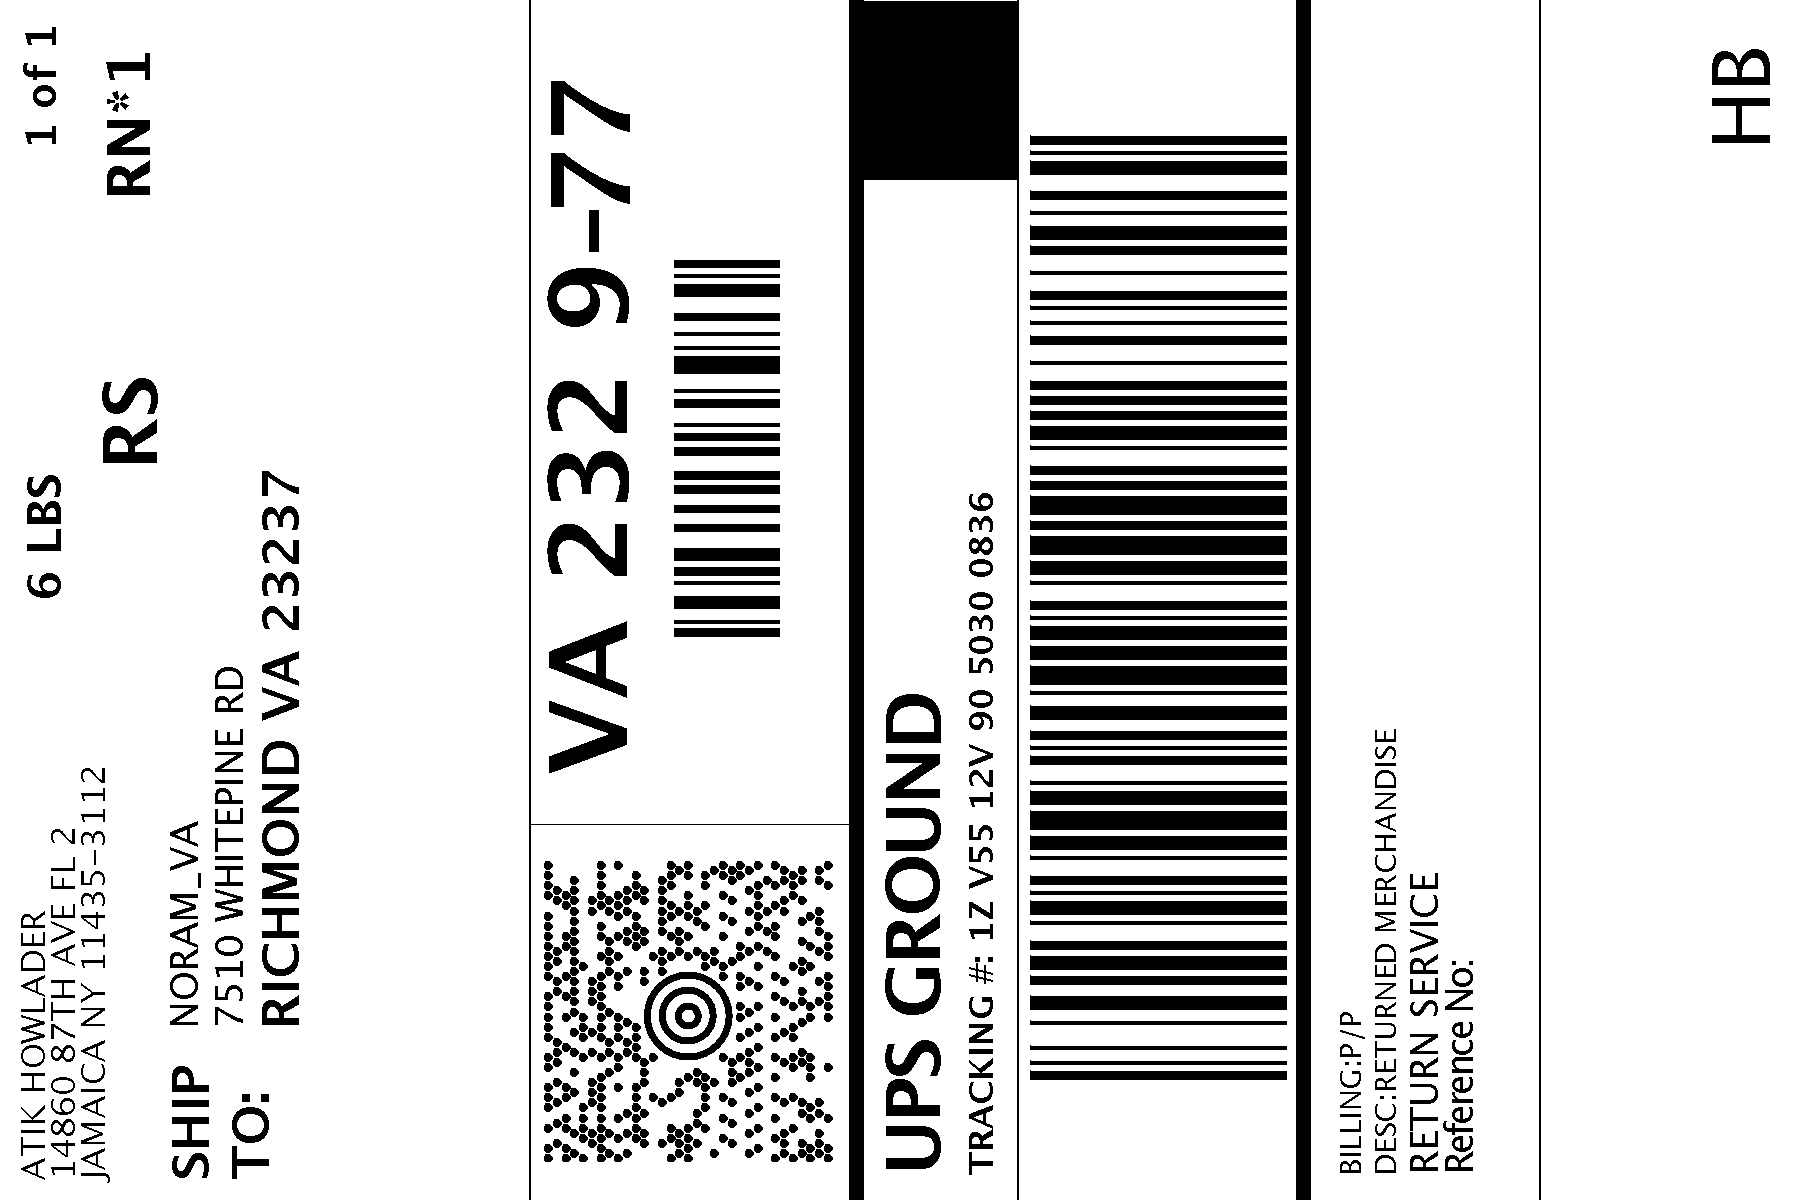 ATIK HOWLADER
14860 87TH AVE FL 2
JAMAICA NY 11435-3112
6 LBS
1 of 1
RS
RN*1
SHIP
TO:
NORAM_VA
7510 WHITEPINE RD
RICHMOND VA 23237
VA 232 9-77
UPS GROUND
TRACKING #: 1Z V55 12V 90 5030 0836
BILLING:P/P
DESC:RETURNED MERCHANDISE
RETURN SERVICE
Reference No:
HB